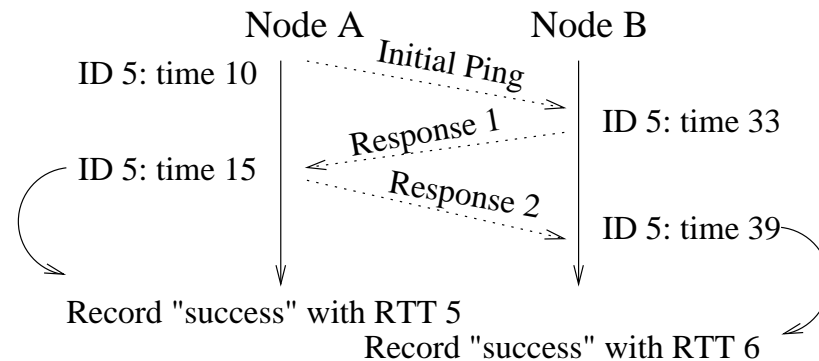 Node A
Node B
Initial Ping
ID 5: time 10
ID 5: time 33
Response 1
ID 5: time 15
Response 2
ID 5: time 39
Record "success" with RTT 5
Record "success" with RTT 6